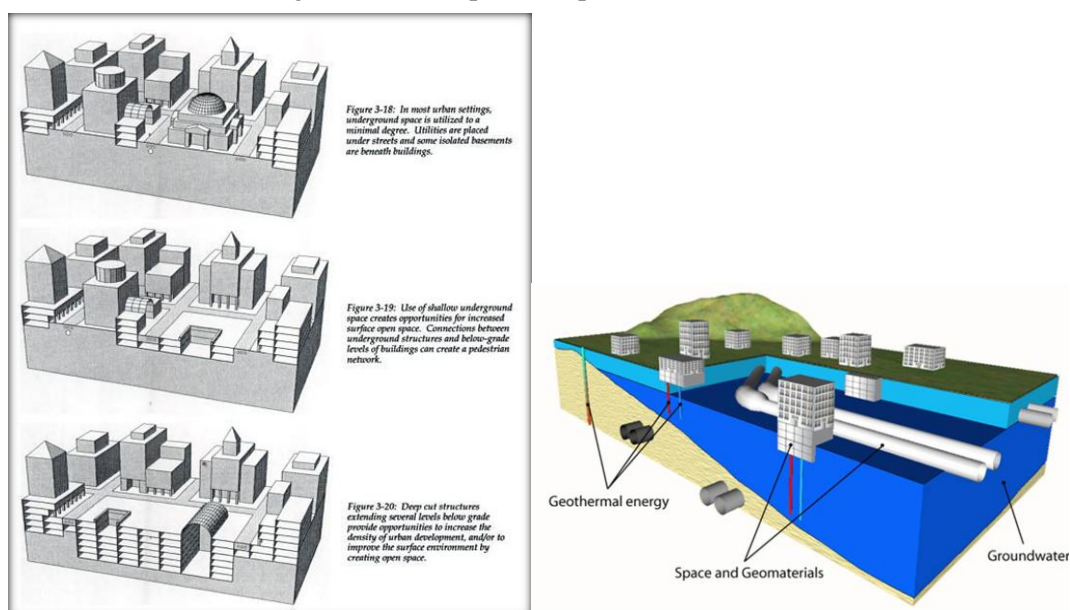 Figure 3-18: In most urban settings,
underground space is utilized to a
minimal degree. Utilities are placed
under streets and some isolated basements
are beneath buildings.
Figure 3-19: Use of shallow underground
space creates opportunities for increased
surface open space. Connections between
underground structures and below-grade
levels of buildings can create a pedestrian
network.
Figure 3-20: Deep cut structures
extending several levels below grade
provide opportunities to increase the
density of urban development, and/or to
improve the surface environment by
creating open space.
Geothermal energy
Space and Geomaterials
Groundwater